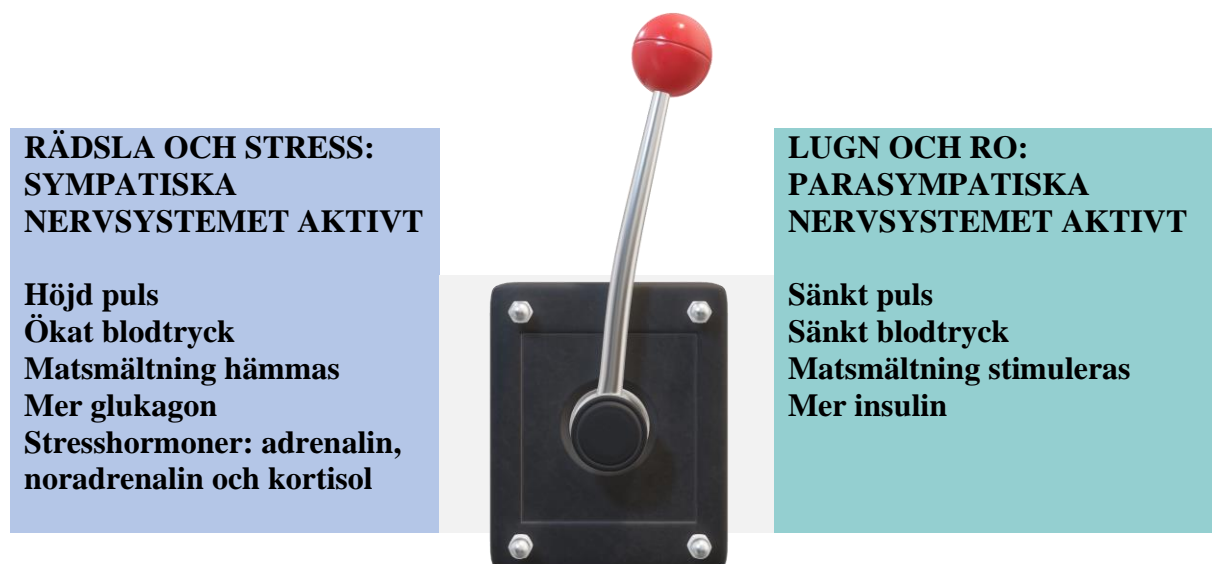 RÄDSLA OCH STRESS:
SYMPATISKA
NERVSYSTEMET AKTIVT
Höjd puls
Ökat blodtryck
Matsmältning hämmas
Mer glukagon
Stresshormoner: adrenalin,
noradrenalin och kortisol
LUGN OCH RO:
PARASYMPATISKA
NERVSYSTEMET AKTIVT
Sänkt puls
Sänkt blodtryck
Matsmältning stimuleras
Mer insulin